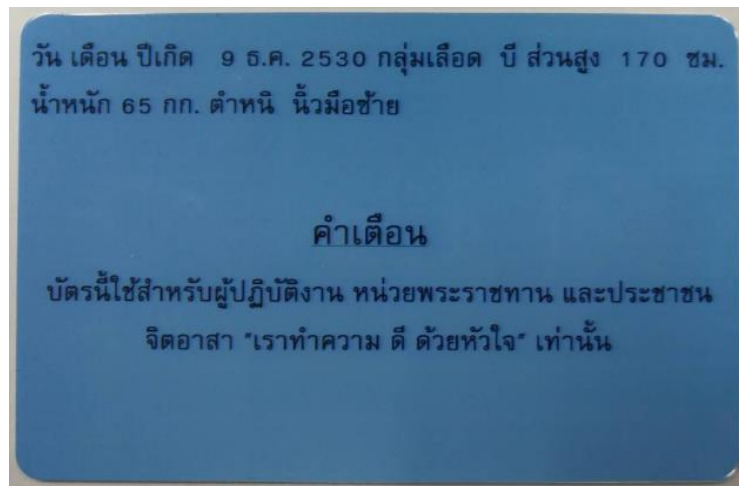 วัน เดือน ปีเกิด 9 ธ.ค. 2530 กลุ่มเลือด บี ส่วนสูง 170 ซม.
น้ำหนัก 65 กก. ตำหนิ นิ้วมือซ้าย
คำเตือน
บัตรนี้ใช้สำหรับผู้ปฏิบัติงาน หน่วยพระราชทาน และประชาชน
จิตอาสา "เราทำความ ดี ด้วยหัวใจ" เท่านั้น